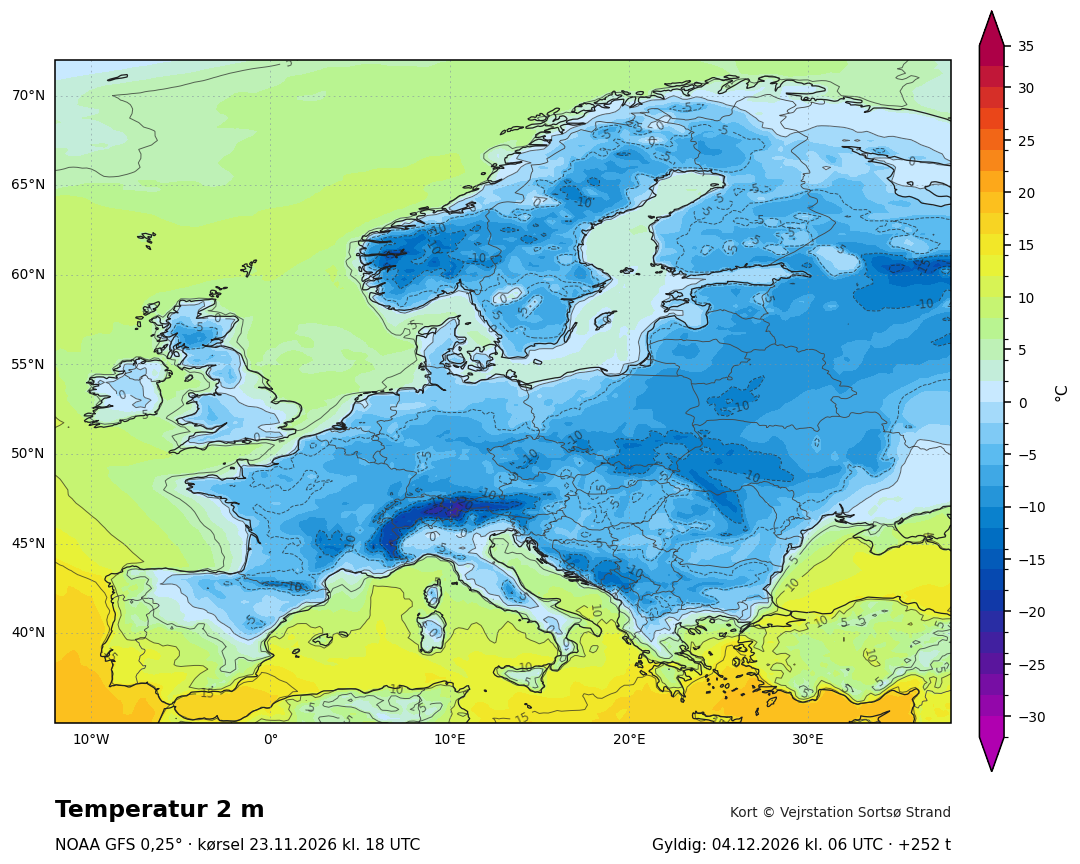 70°N
65°N
60°N
55°N
50°N
45°N
40°N
10°W
0°
10°E
20°E
30°E
35
30
25
20
15
10
5
0
−5
−10
−15
−20
−25
−30
°C
Temperatur 2 m
Kort © Vejrstation Sortsø Strand
NOAA GFS 0,25° · kørsel 23.11.2026 kl. 18 UTC
Gyldig: 04.12.2026 kl. 06 UTC · +252 t